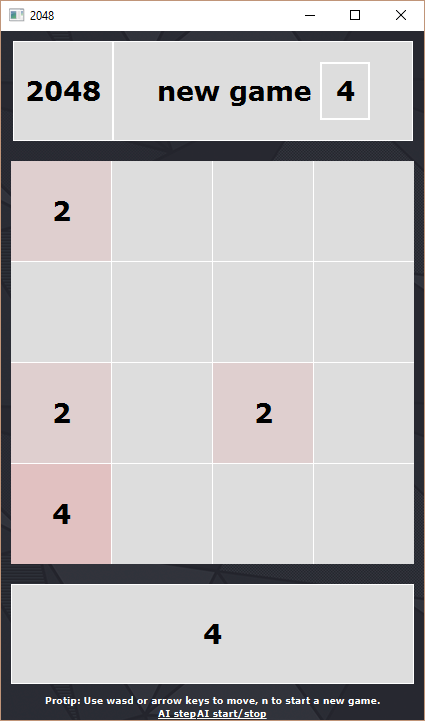 2048
2048 new game 4
2
2 2
4
4
Protip: Use wasd or arrow keys to move, n to start a new game.
AI stepAI start/stop